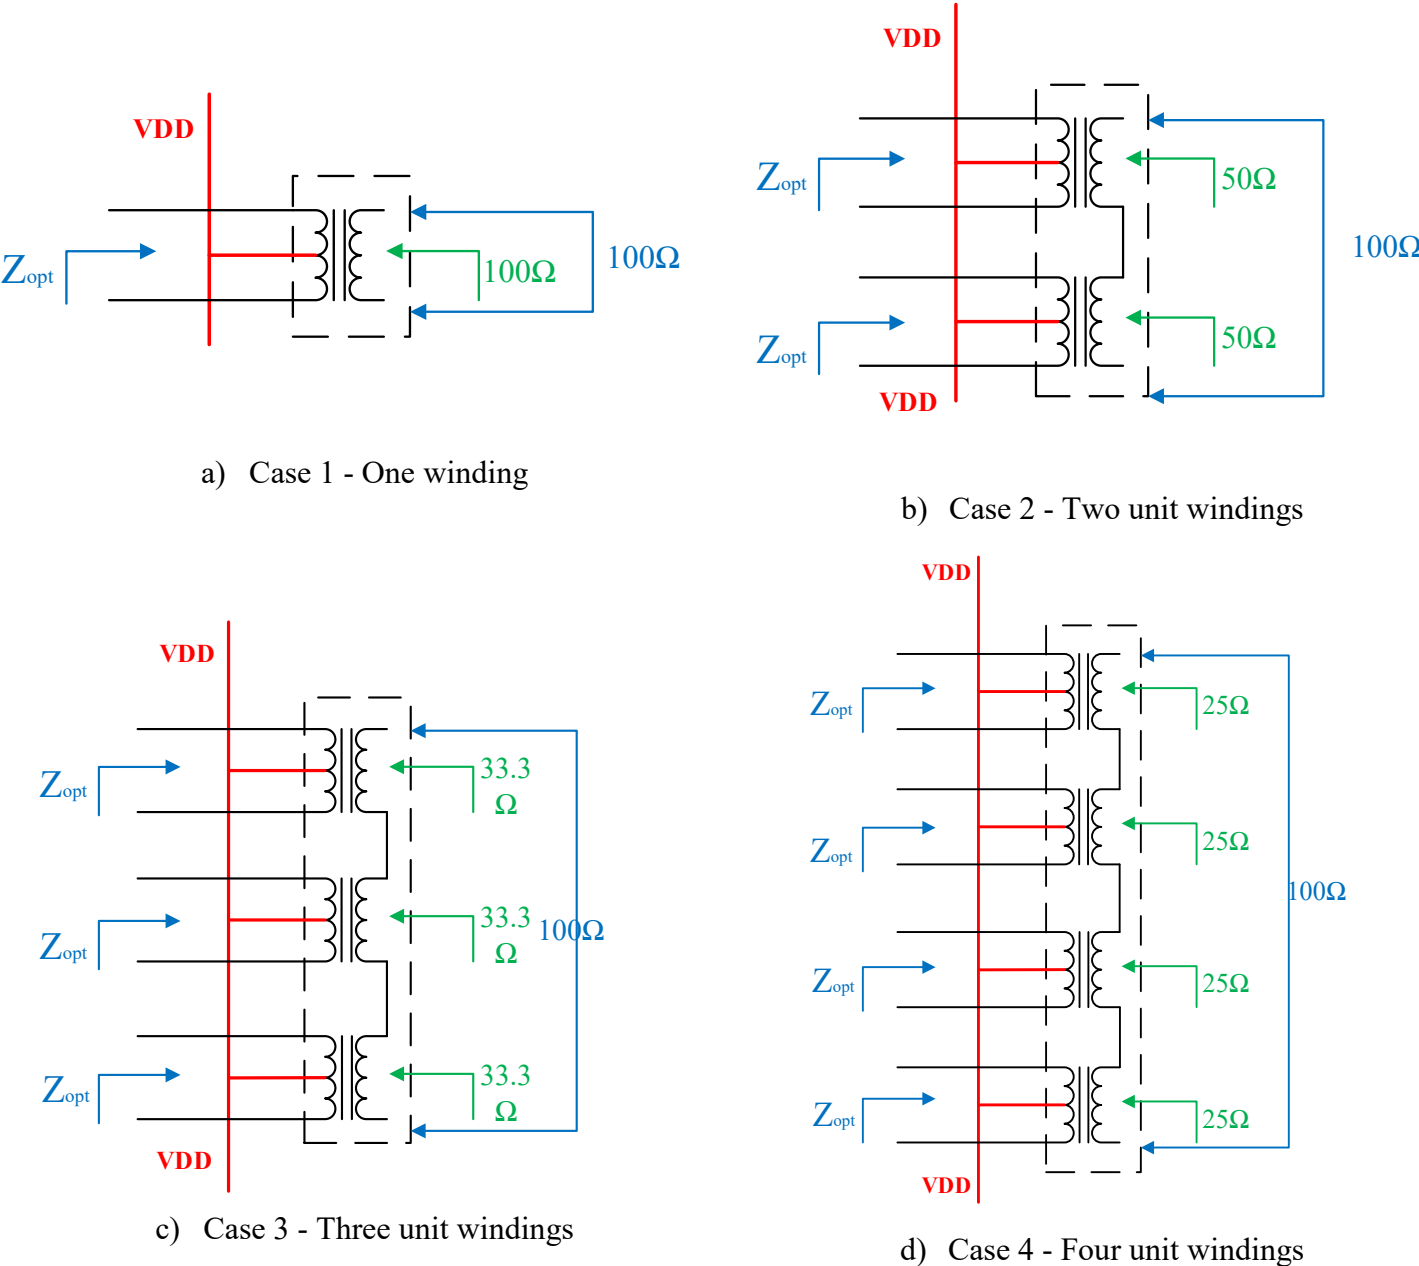 VDD
Zopt
100Ω
100Ω
a) Case 1 - One winding
VDD
Zopt
50Ω
100Ω
Zopt
50Ω
VDD
b) Case 2 - Two unit windings
VDD
Zopt
33.3
Ω
Zopt
33.3
Ω
100Ω
Zopt
33.3
Ω
VDD
c) Case 3 - Three unit windings
VDD
Zopt
25Ω
Zopt
25Ω
100Ω
Zopt
25Ω
Zopt
25Ω
VDD
d) Case 4 - Four unit windings